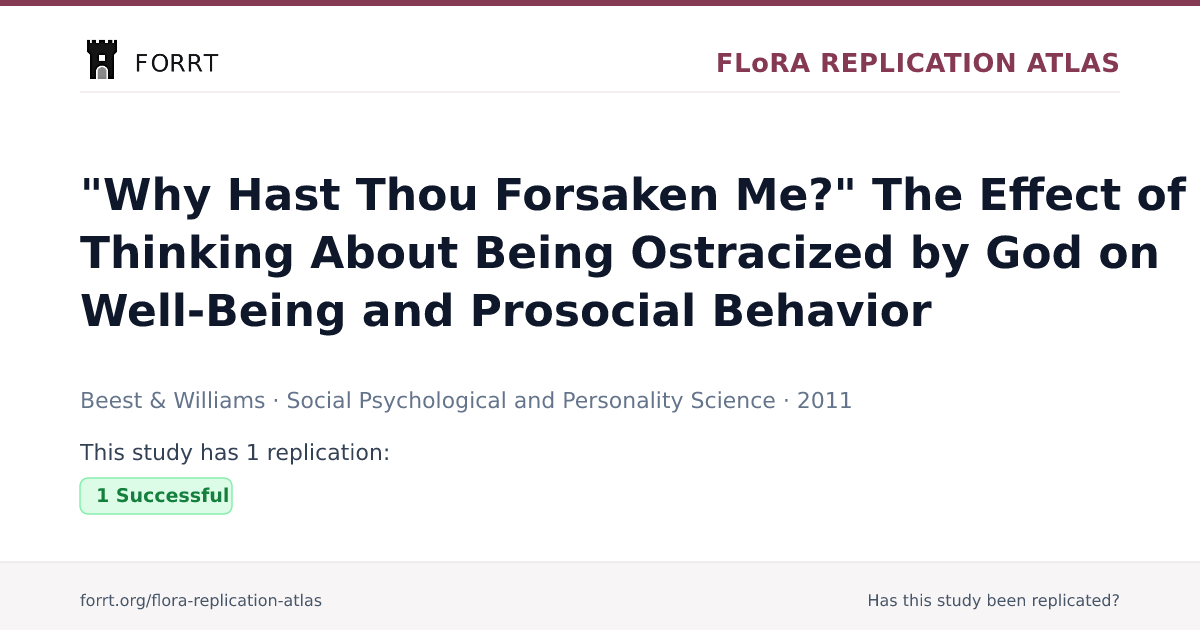 FORRT
FLoRA REPLICATION ATLAS
"Why Hast Thou Forsaken Me?" The Effect of
Thinking About Being Ostracized by God on
Well-Being and Prosocial Behavior
Beest & Williams · Social Psychological and Personality Science · 2011
This study has 1 replication:
1 Successful
forrt.org/flora-replication-atlas
Has this study been replicated?